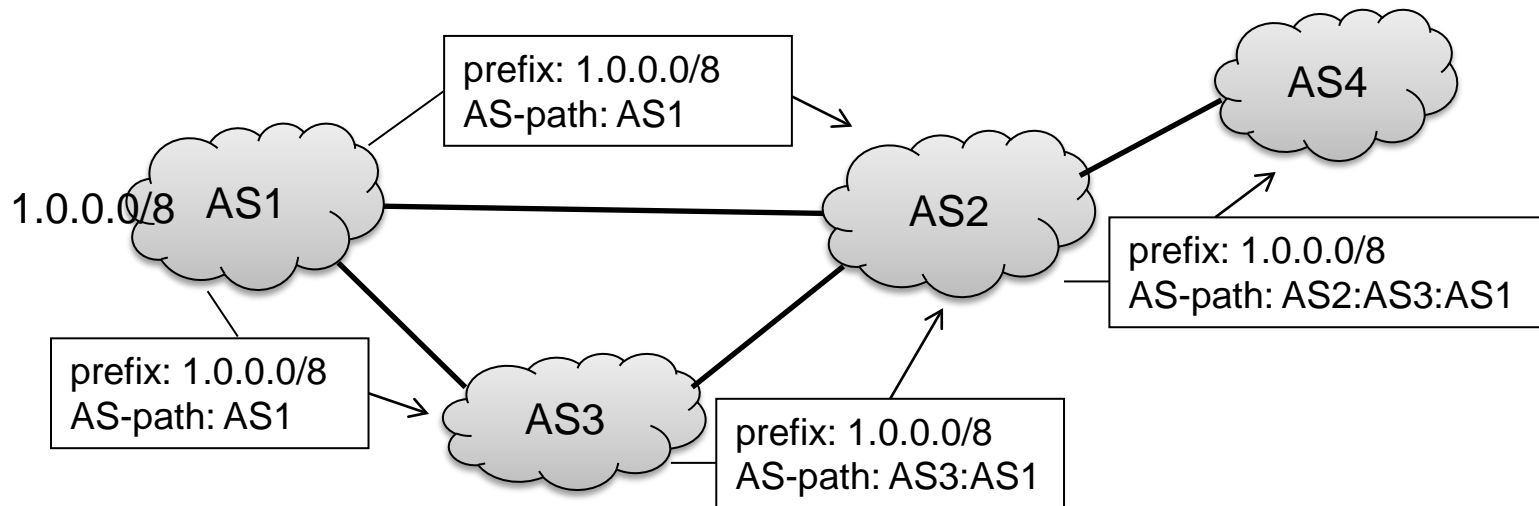 prefix: 1.0.0.0/8
AS-path: AS1
AS4
1.0.0.0/8
AS1
AS2
prefix: 1.0.0.0/8
AS-path: AS2:AS3:AS1
prefix: 1.0.0.0/8
AS-path: AS1
AS3
prefix: 1.0.0.0/8
AS-path: AS3:AS1